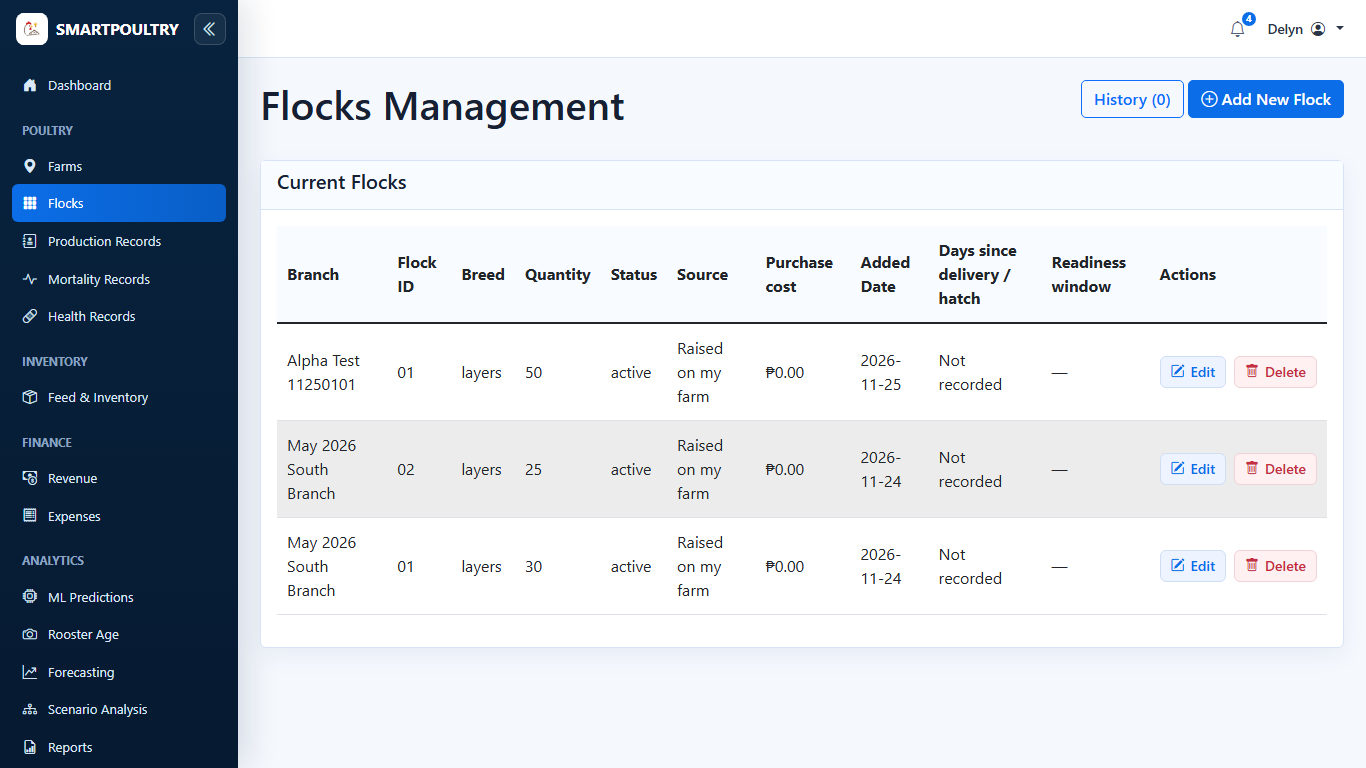 SMARTPOULTRY
4
Delyn
Dashboard
POULTRY
Farms
Flocks
Production Records
Mortality Records
Health Records
INVENTORY
Feed & Inventory
FINANCE
Revenue
Expenses
ANALYTICS
ML Predictions
Rooster Age
Forecasting
Scenario Analysis
Reports
Flocks Management
History (0)
Add New Flock
Current Flocks
Branch
Flock
ID
Breed
Quantity
Status
Source
Purchase
cost
Added
Date
Days since
delivery /
hatch
Readiness
window
Actions
Alpha Test
11250101
01
layers
50
active
Raised
on my
farm
₱0.00
2026-
11-25
Not
recorded
—
Edit
Delete
May 2026
South
Branch
02
layers
25
active
Raised
on my
farm
₱0.00
2026-
11-24
Not
recorded
—
Edit
Delete
May 2026
South
Branch
01
layers
30
active
Raised
on my
farm
₱0.00
2026-
11-24
Not
recorded
—
Edit
Delete